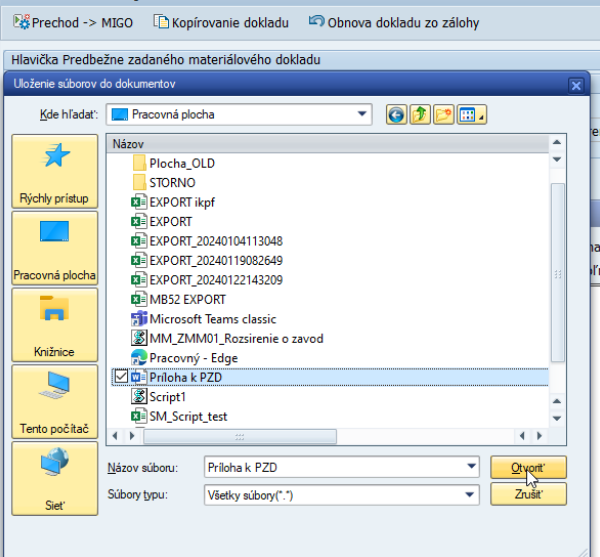 Prechod -> MIGO Kopírovanie dokladu Obnova dokladu zo zálohy
Hlavička Predbežne zadaného materiálového dokladu
Uloženie súborov do dokumentov
Kde hľadať: Pracovná plocha
Názov
Plocha_OLD
STORNO
EXPORT ikpf
EXPORT
EXPORT_20240104113048
EXPORT_20240119082649
EXPORT_20240122143209
MB52 EXPORT
Microsoft Teams classic
MM_ZMM01_Rozsirenie o zavod
Pracovný - Edge
Príloha k PZD
Script1
SM_Script_test
Rýchly prístup
Pracovná plocha
Knižnice
Tento počítač
Sieť
Názov súboru: Príloha k PZD Otvoriť
Súbory typu: Všetky súbory(*.*) Zrušiť